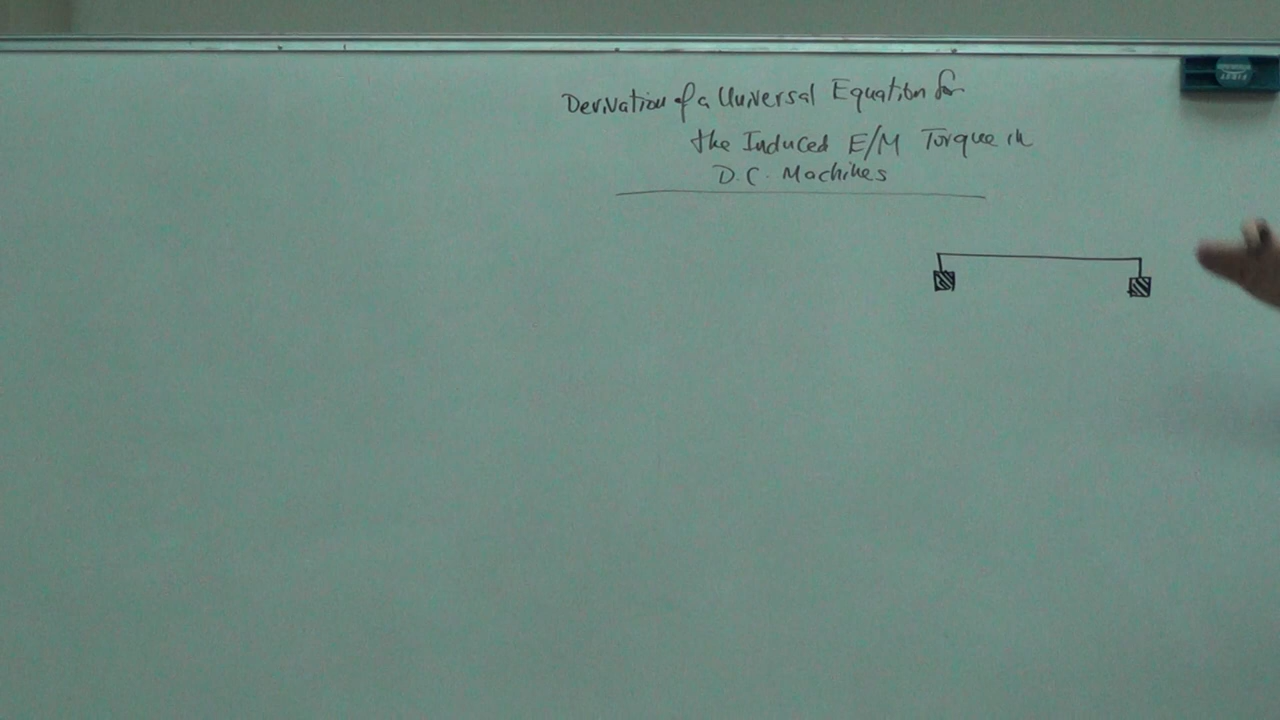 Derivation of a Universal Equation for
the Induced E/M Torque in
D.C. Machines